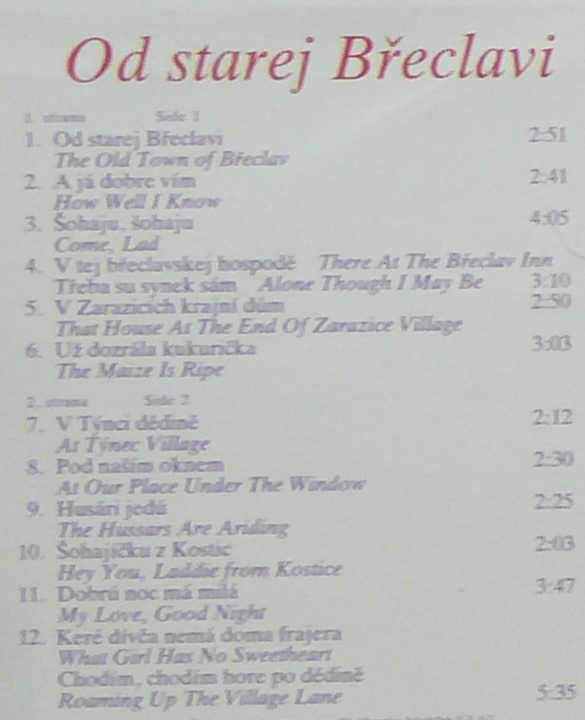 Od starej Břeclavi
1. strana Side 1
1. Od starej Břeclavi 2:51
The Old Town of Břeclav
2. A já dobre vím 2:41
How Well I Know
3. Šohaju, šohaju 4:05
Come, Lad
4. V tej břeclavskej hospodě There At The Břeclav Inn
Třeba su synek sám Alone Though I May Be 3:10
5. V Zarazicích krajní dům 2:50
That House At The End Of Zarazice Village
6. Už dozrála kukurička 3:03
The Maize Is Ripe
2. strana Side 2
7. V Týnci dědině 2:12
At Týnec Village
8. Pod naším oknem 2:30
At Our Place Under The Window
9. Husári jedú 2:25
The Hussars Are Ariding
10. Šohajíčku z Kostic 2:03
Hey You, Laddie from Kostice
11. Dobrú noc má milá 3:47
My Love, Good Night
12. Keré divča nemá doma frajera
What Girl Has No Sweetheart
Chodím, chodím hore po dědině
Roaming Up The Village Lane 5:35